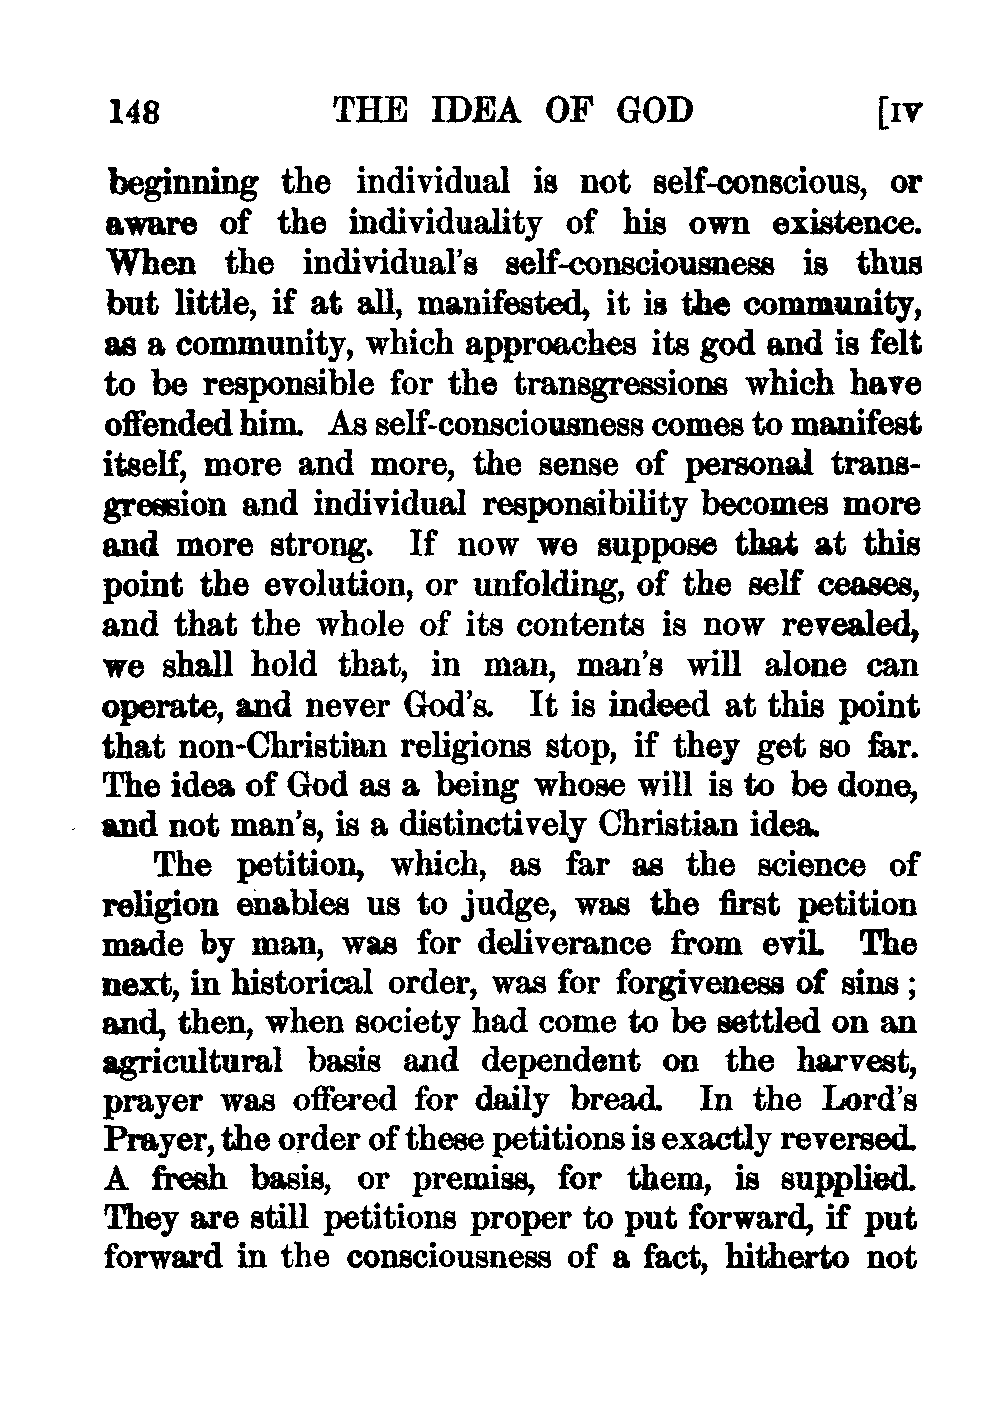 148 THE IDEA OF GOD [IV
beginning the individual is not self-conscious, or
aware of the individuality of his own existence.
When the individual's self-consciousness is thus
but little, if at all, manifested, it is the community,
as a community, which approaches its god and is felt
to be responsible for the transgressions which have
offended him. As self-consciousness comes to manifest
itself, more and more, the sense of personal trans-
gression and individual responsibility becomes more
and more strong. If now we suppose that at this
point the evolution, or unfolding, of the self ceases,
and that the whole of its contents is now revealed,
we shall hold that, in man, man's will alone can
operate, and never God's. It is indeed at this point
that non-Christian religions stop, if they get so far.
The idea of God as a being whose will is to be done,
and not man's, is a distinctively Christian idea.
The petition, which, as far as the science of
religion enables us to judge, was the first petition
made by man, was for deliverance from evil. The
next, in historical order, was for forgiveness of sins;
and, then, when society had come to be settled on an
agricultural basis and dependent on the harvest,
prayer was offered for daily bread. In the Lord's
Prayer, the order of these petitions is exactly reversed.
A fresh basis, or premiss, for them, is supplied.
They are still petitions proper to put forward, if put
forward in the consciousness of a fact, hitherto not